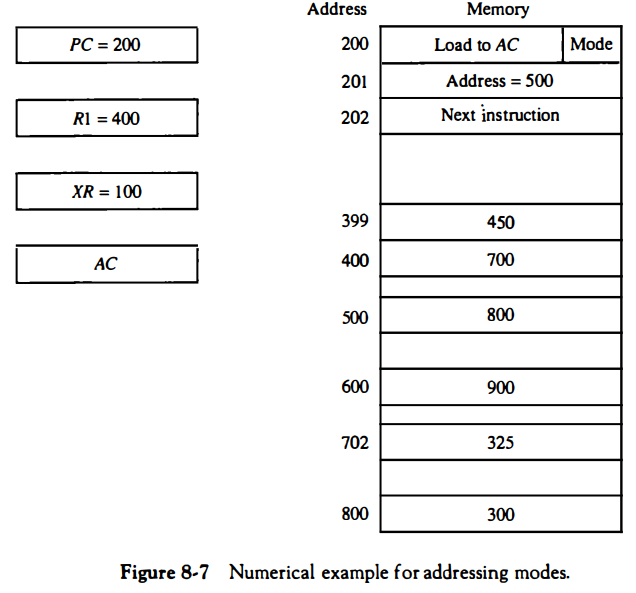 Address Memory
PC = 200
200 Load to AC Mode
201 Address = 500
R1 = 400
202 Next instruction
XR = 100
399 450
AC
400 700
500 800
600 900
702 325
800 300
Figure 8-7 Numerical example for addressing modes.